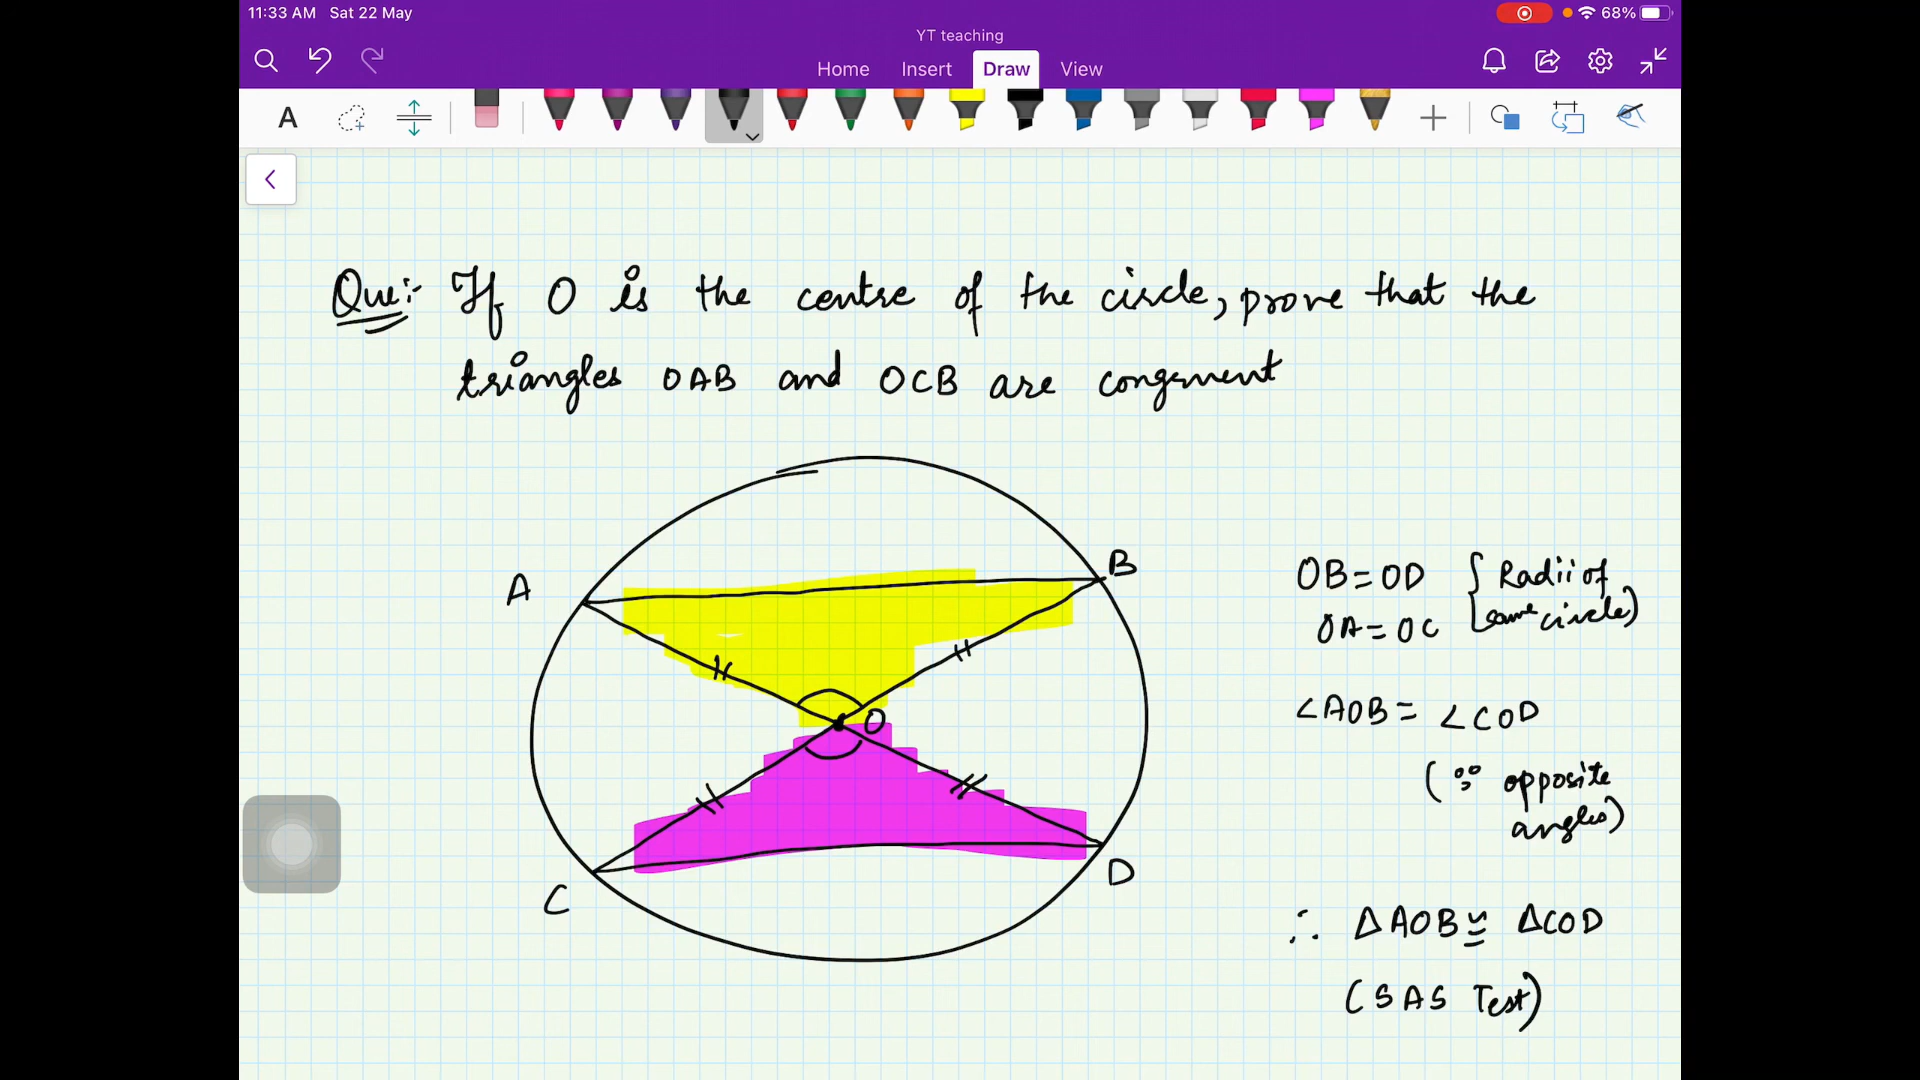 11:33 AM Sat 22 May
68%
YT teaching
Home Insert Draw View
A
Que:- If O is the centre of the circle, prove that the
triangles OAB and OCB are congruent
A
B
O
C
D
OB = OD { Radii of
OA = OC same circle)
∠AOB = ∠COD
(∵ opposite
angles)
∴ ΔAOB ≅ ΔCOD
(SAS Test)